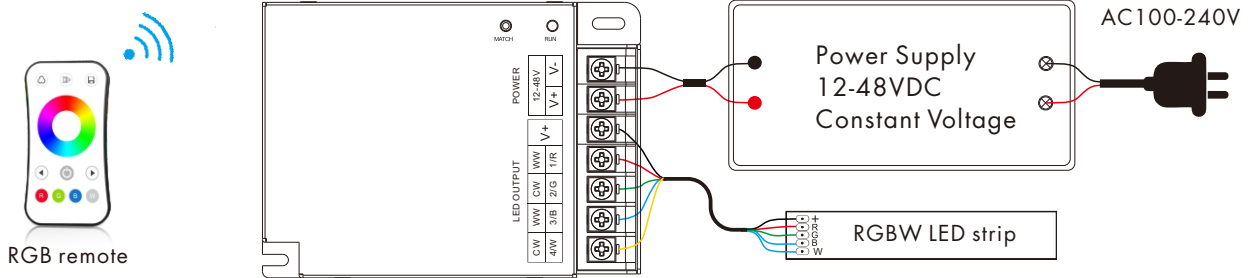 AC100-240V
MATCH
RUN
Power Supply
12-48VDC
Constant Voltage
POWER
12-48V
V-
V+
V+
LED OUTPUT
WW
1/R
CW
2/G
WW
3/B
CW
4/W
R
G
B
W
RGB remote
+
R
G
B
W
RGBW LED strip